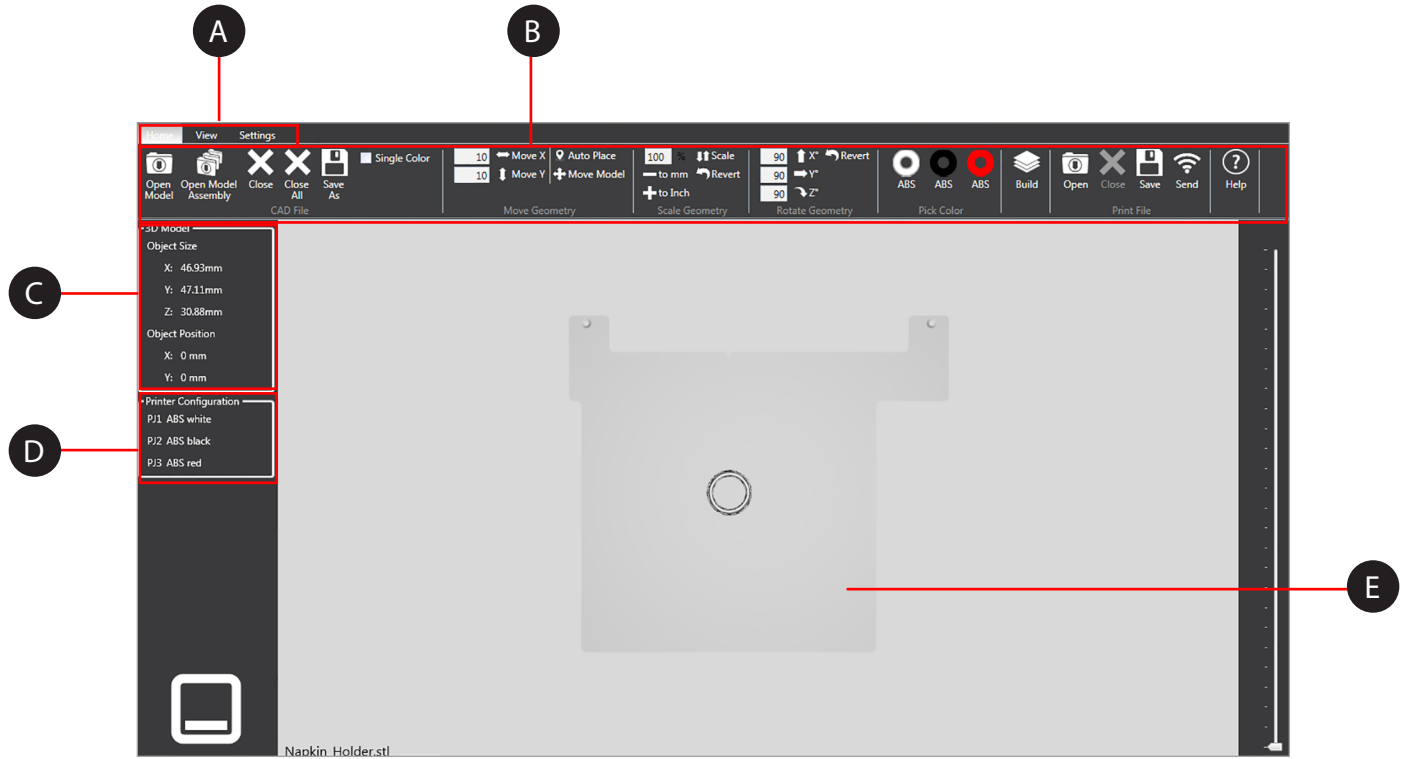 A
B
Home View Settings
Open Model
Open Model Assembly
Close
Close All
Save As
Single Color
CAD File
10 Move X
10 Move Y
Auto Place
Move Model
Move Geometry
100 % Scale
to mm Revert
to Inch
Scale Geometry
90 X° Revert
90 Y°
90 Z°
Rotate Geometry
ABS ABS ABS
Pick Color
Build
Open Close Save Send
Print File
? Help
3D Model
Object Size
X: 46.93mm
Y: 47.11mm
Z: 30.88mm
Object Position
X: 0 mm
Y: 0 mm
C
Printer Configuration
PJ1 ABS white
PJ2 ABS black
PJ3 ABS red
D
E
Napkin_Holder.stl